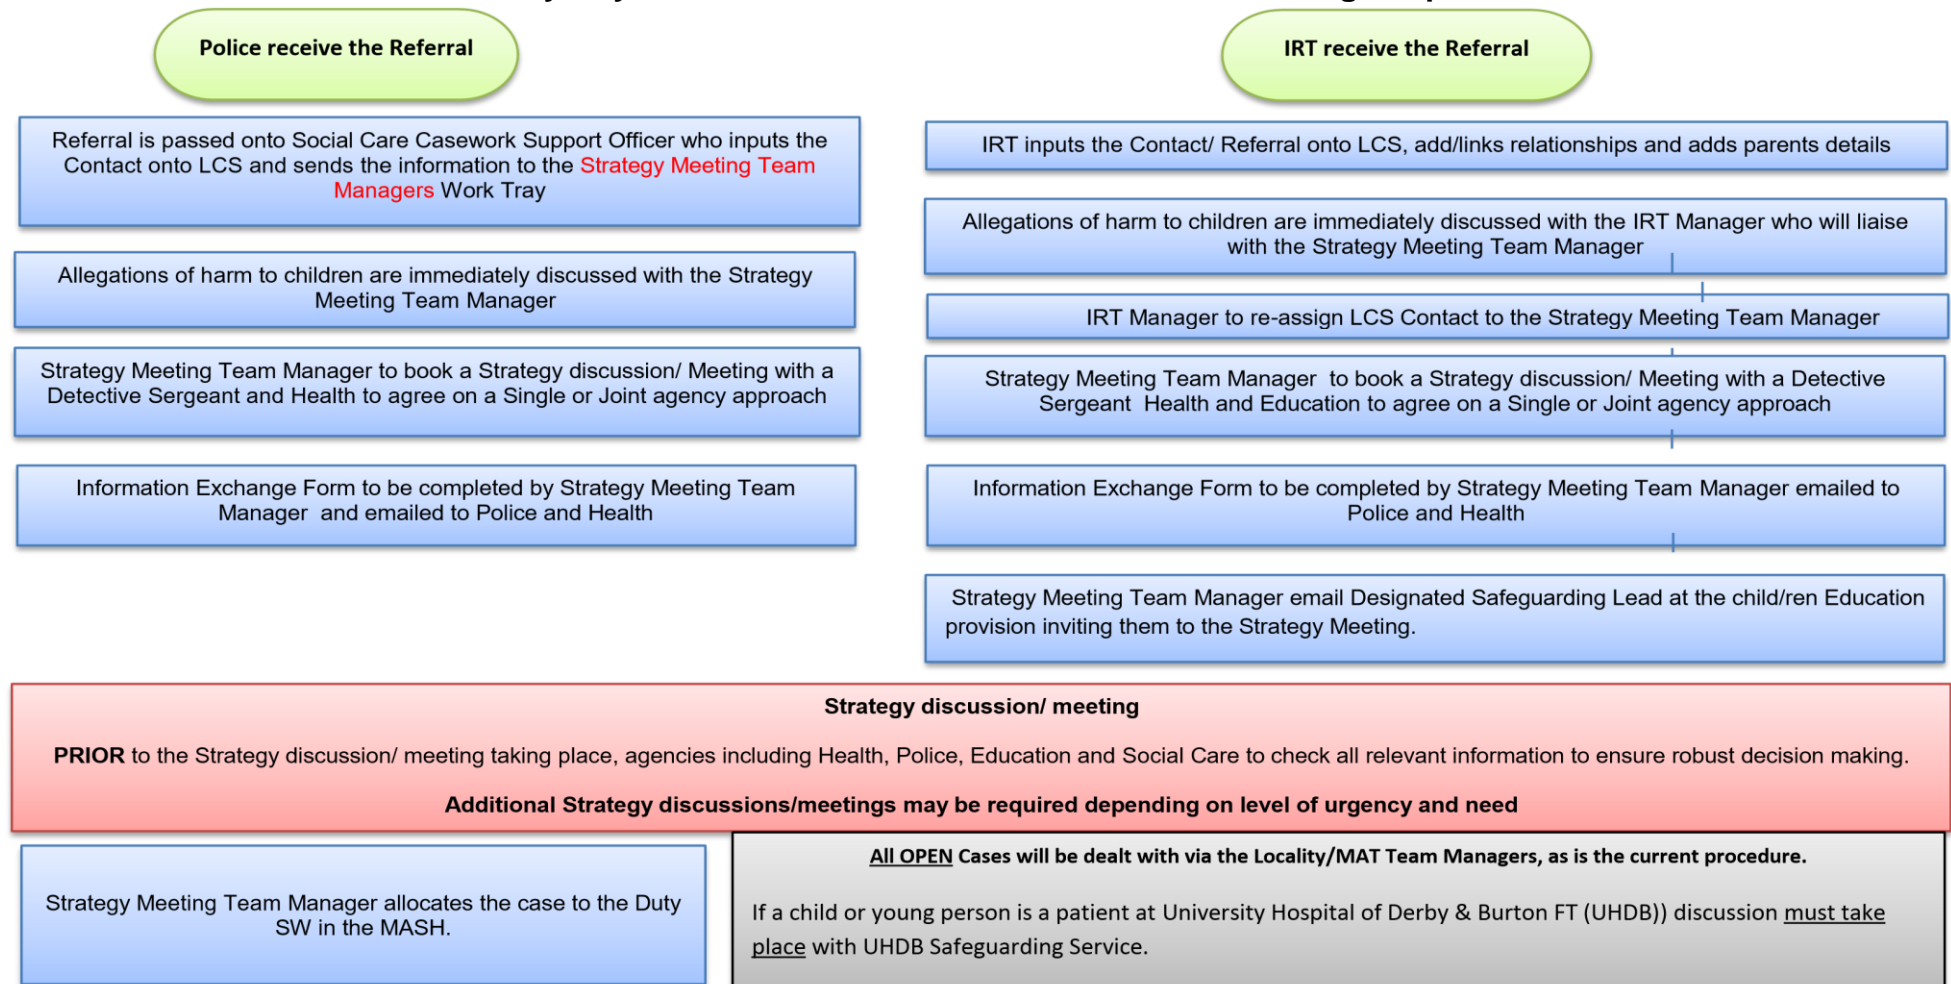 Police receive the Referral
Referral is passed onto Social Care Casework Support Officer who inputs the
Contact onto LCS and sends the information to the Strategy Meeting Team
Managers Work Tray
Allegations of harm to children are immediately discussed with the Strategy
Meeting Team Manager
Strategy Meeting Team Manager to book a Strategy discussion/ Meeting with a
Detective Sergeant and Health to agree on a Single or Joint agency approach
Information Exchange Form to be completed by Strategy Meeting Team
Manager  and emailed to Police and Health
IRT receive the Referral
IRT inputs the Contact/ Referral onto LCS, add/links relationships and adds parents details
Allegations of harm to children are immediately discussed with the IRT Manager who will liaise
with the Strategy Meeting Team Manager
IRT Manager to re-assign LCS Contact to the Strategy Meeting Team Manager
Strategy Meeting Team Manager  to book a Strategy discussion/ Meeting with a Detective
Sergeant  Health and Education to agree on a Single or Joint agency approach
Information Exchange Form to be completed by Strategy Meeting Team Manager emailed to
Police and Health
Strategy Meeting Team Manager email Designated Safeguarding Lead at the child/ren Education
provision inviting them to the Strategy Meeting.
Strategy discussion/ meeting
PRIOR to the Strategy discussion/ meeting taking place, agencies including Health, Police, Education and Social Care to check all relevant information to ensure robust decision making.
Additional Strategy discussions/meetings may be required depending on level of urgency and need
Strategy Meeting Team Manager allocates the case to the Duty
SW in the MASH.
All OPEN Cases will be dealt with via the Locality/MAT Team Managers, as is the current procedure.
If a child or young person is a patient at University Hospital of Derby & Burton FT (UHDB)) discussion must take
place with UHDB Safeguarding Service.